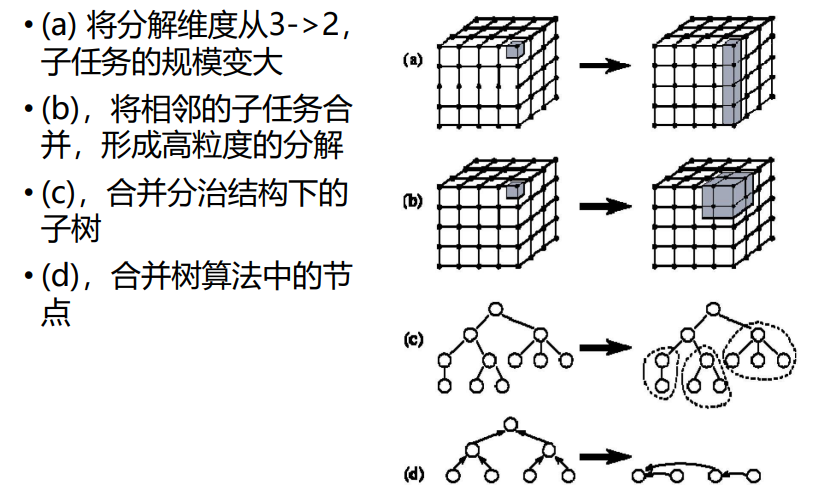 • (a) 将分解维度从3->2，
子任务的规模变大
• (b)，将相邻的子任务合
并，形成高粒度的分解
• (c)，合并分治结构下的
子树
• (d)，合并树算法中的节
点
(a)
(b)
(c)
(d)